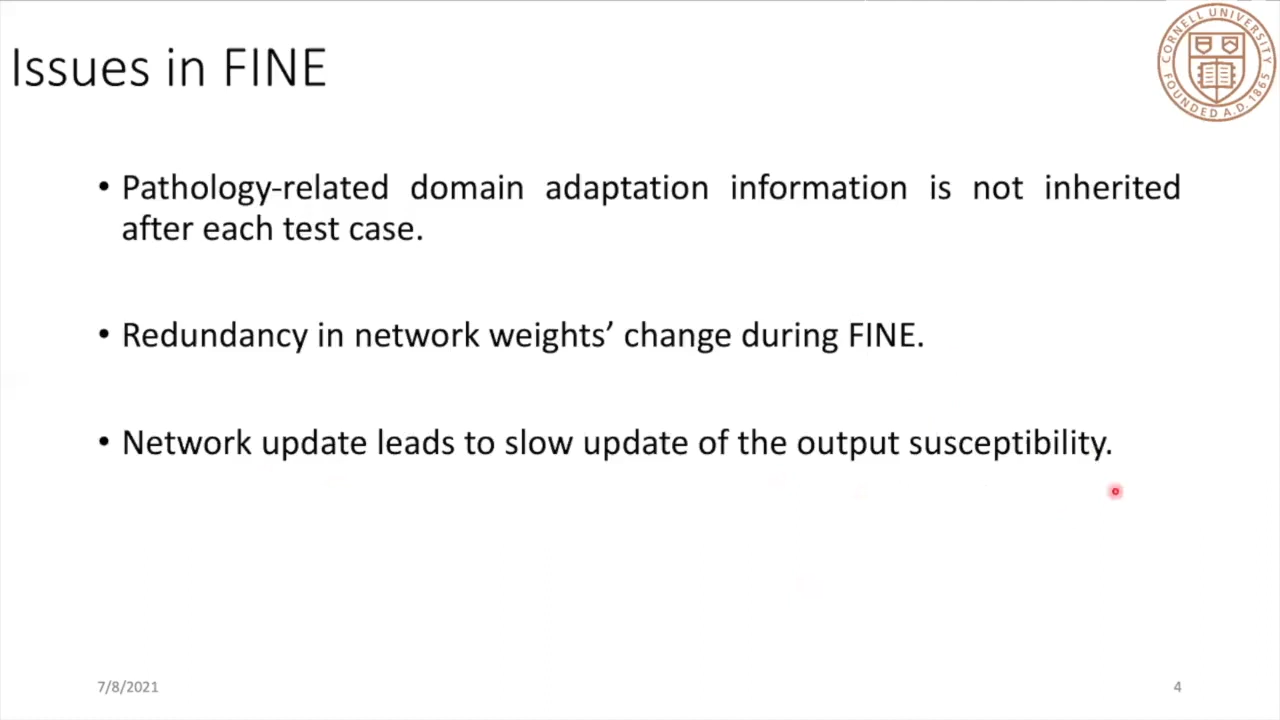 Issues in FINE
CORNELL UNIVERSITY
FOUNDED A.D. 1865
• Pathology-related domain adaptation information is not inherited
after each test case.
• Redundancy in network weights’ change during FINE.
• Network update leads to slow update of the output susceptibility.
7/8/2021
4